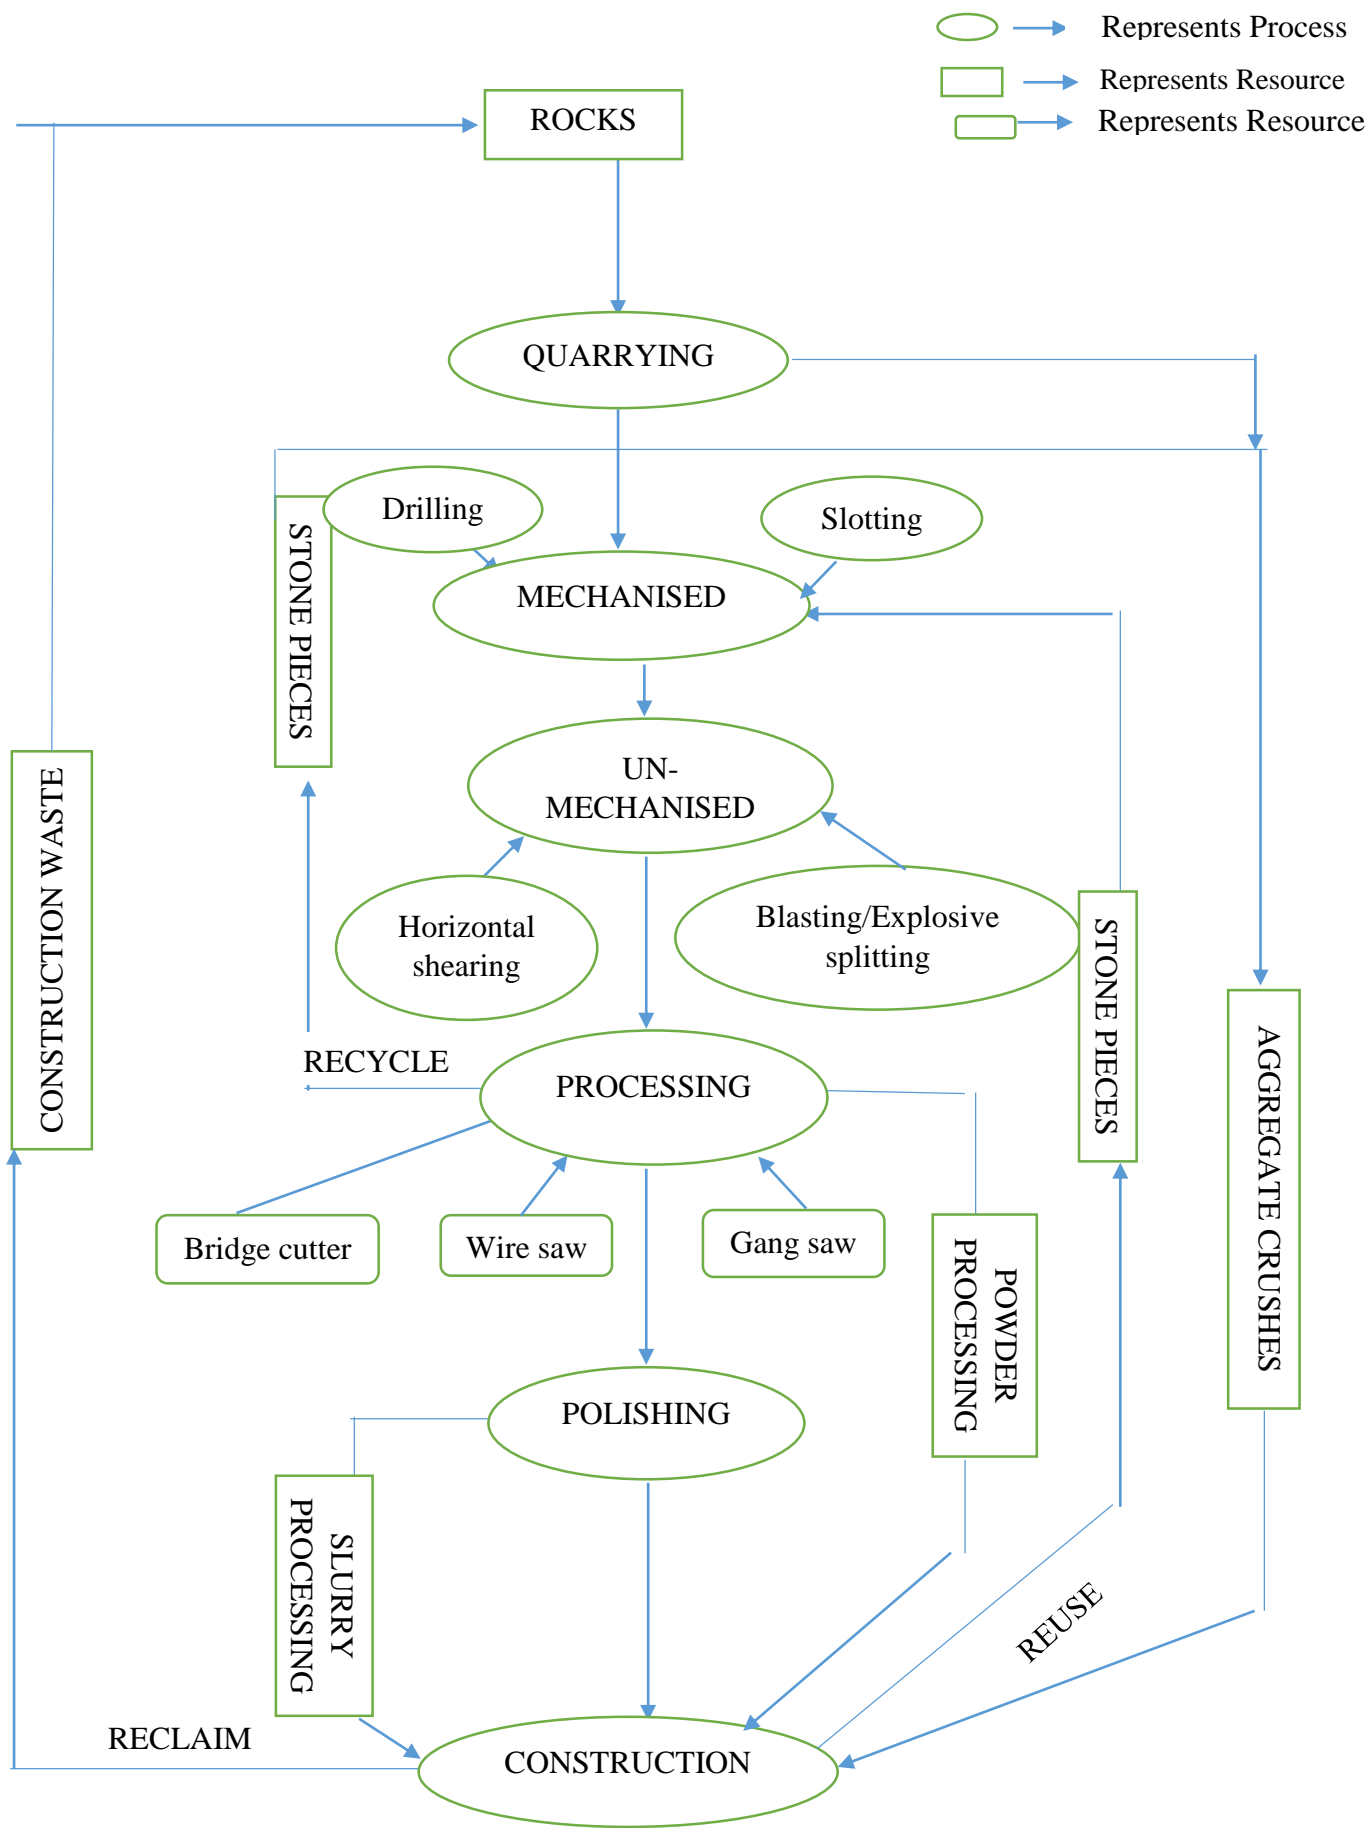 Represents Process
Represents Resource
Represents Resource
ROCKS
QUARRYING
Drilling
Slotting
STONE PIECES
MECHANISED
UN-
MECHANISED
CONSTRUCTION WASTE
Horizontal
shearing
Blasting/Explosive
splitting
STONE PIECES
AGGREGATE CRUSHES
RECYCLE
PROCESSING
Bridge cutter
Wire saw
Gang saw
POWDER
PROCESSING
POLISHING
SLURRY
PROCESSING
REUSE
RECLAIM
CONSTRUCTION